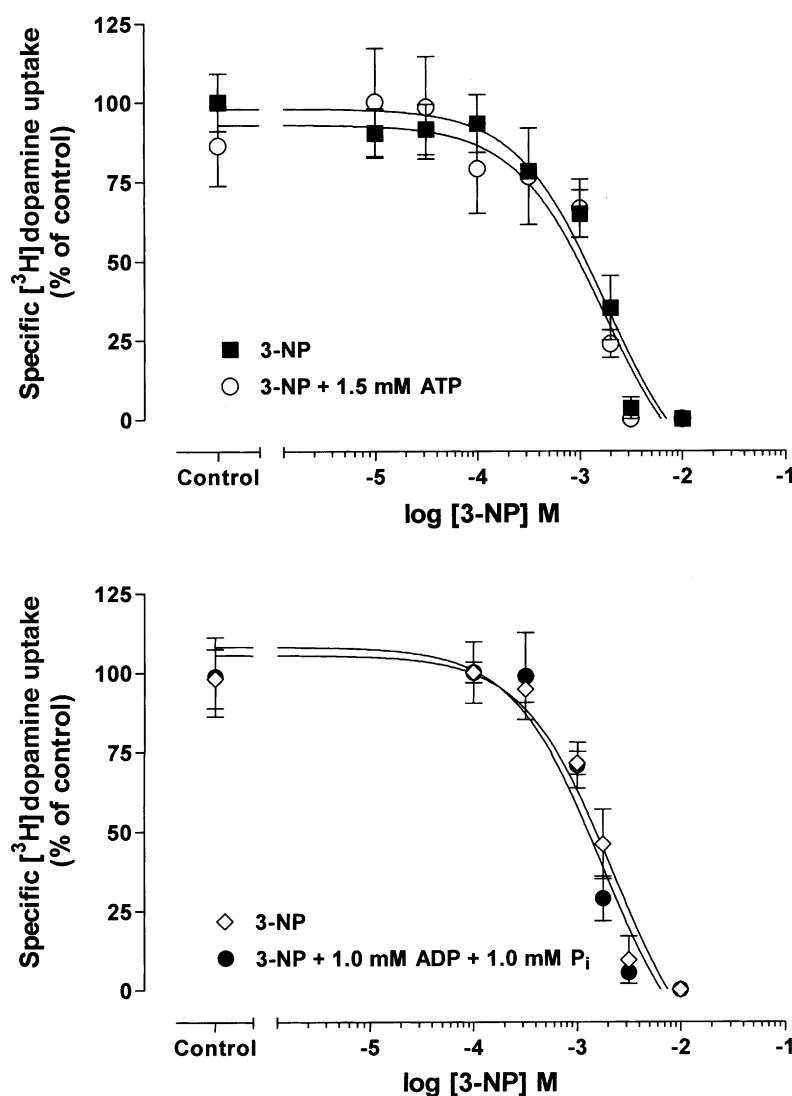 Specific [³H]dopamine uptake
(% of control)
125
100
75
50
25
0
■ 3-NP
○ 3-NP + 1.5 mM ATP
Control -5 -4 -3 -2 -1
log [3-NP] M
Specific [³H]dopamine uptake
(% of control)
125
100
75
50
25
0
◇ 3-NP
● 3-NP + 1.0 mM ADP + 1.0 mM Pᵢ
Control -5 -4 -3 -2 -1
log [3-NP] M